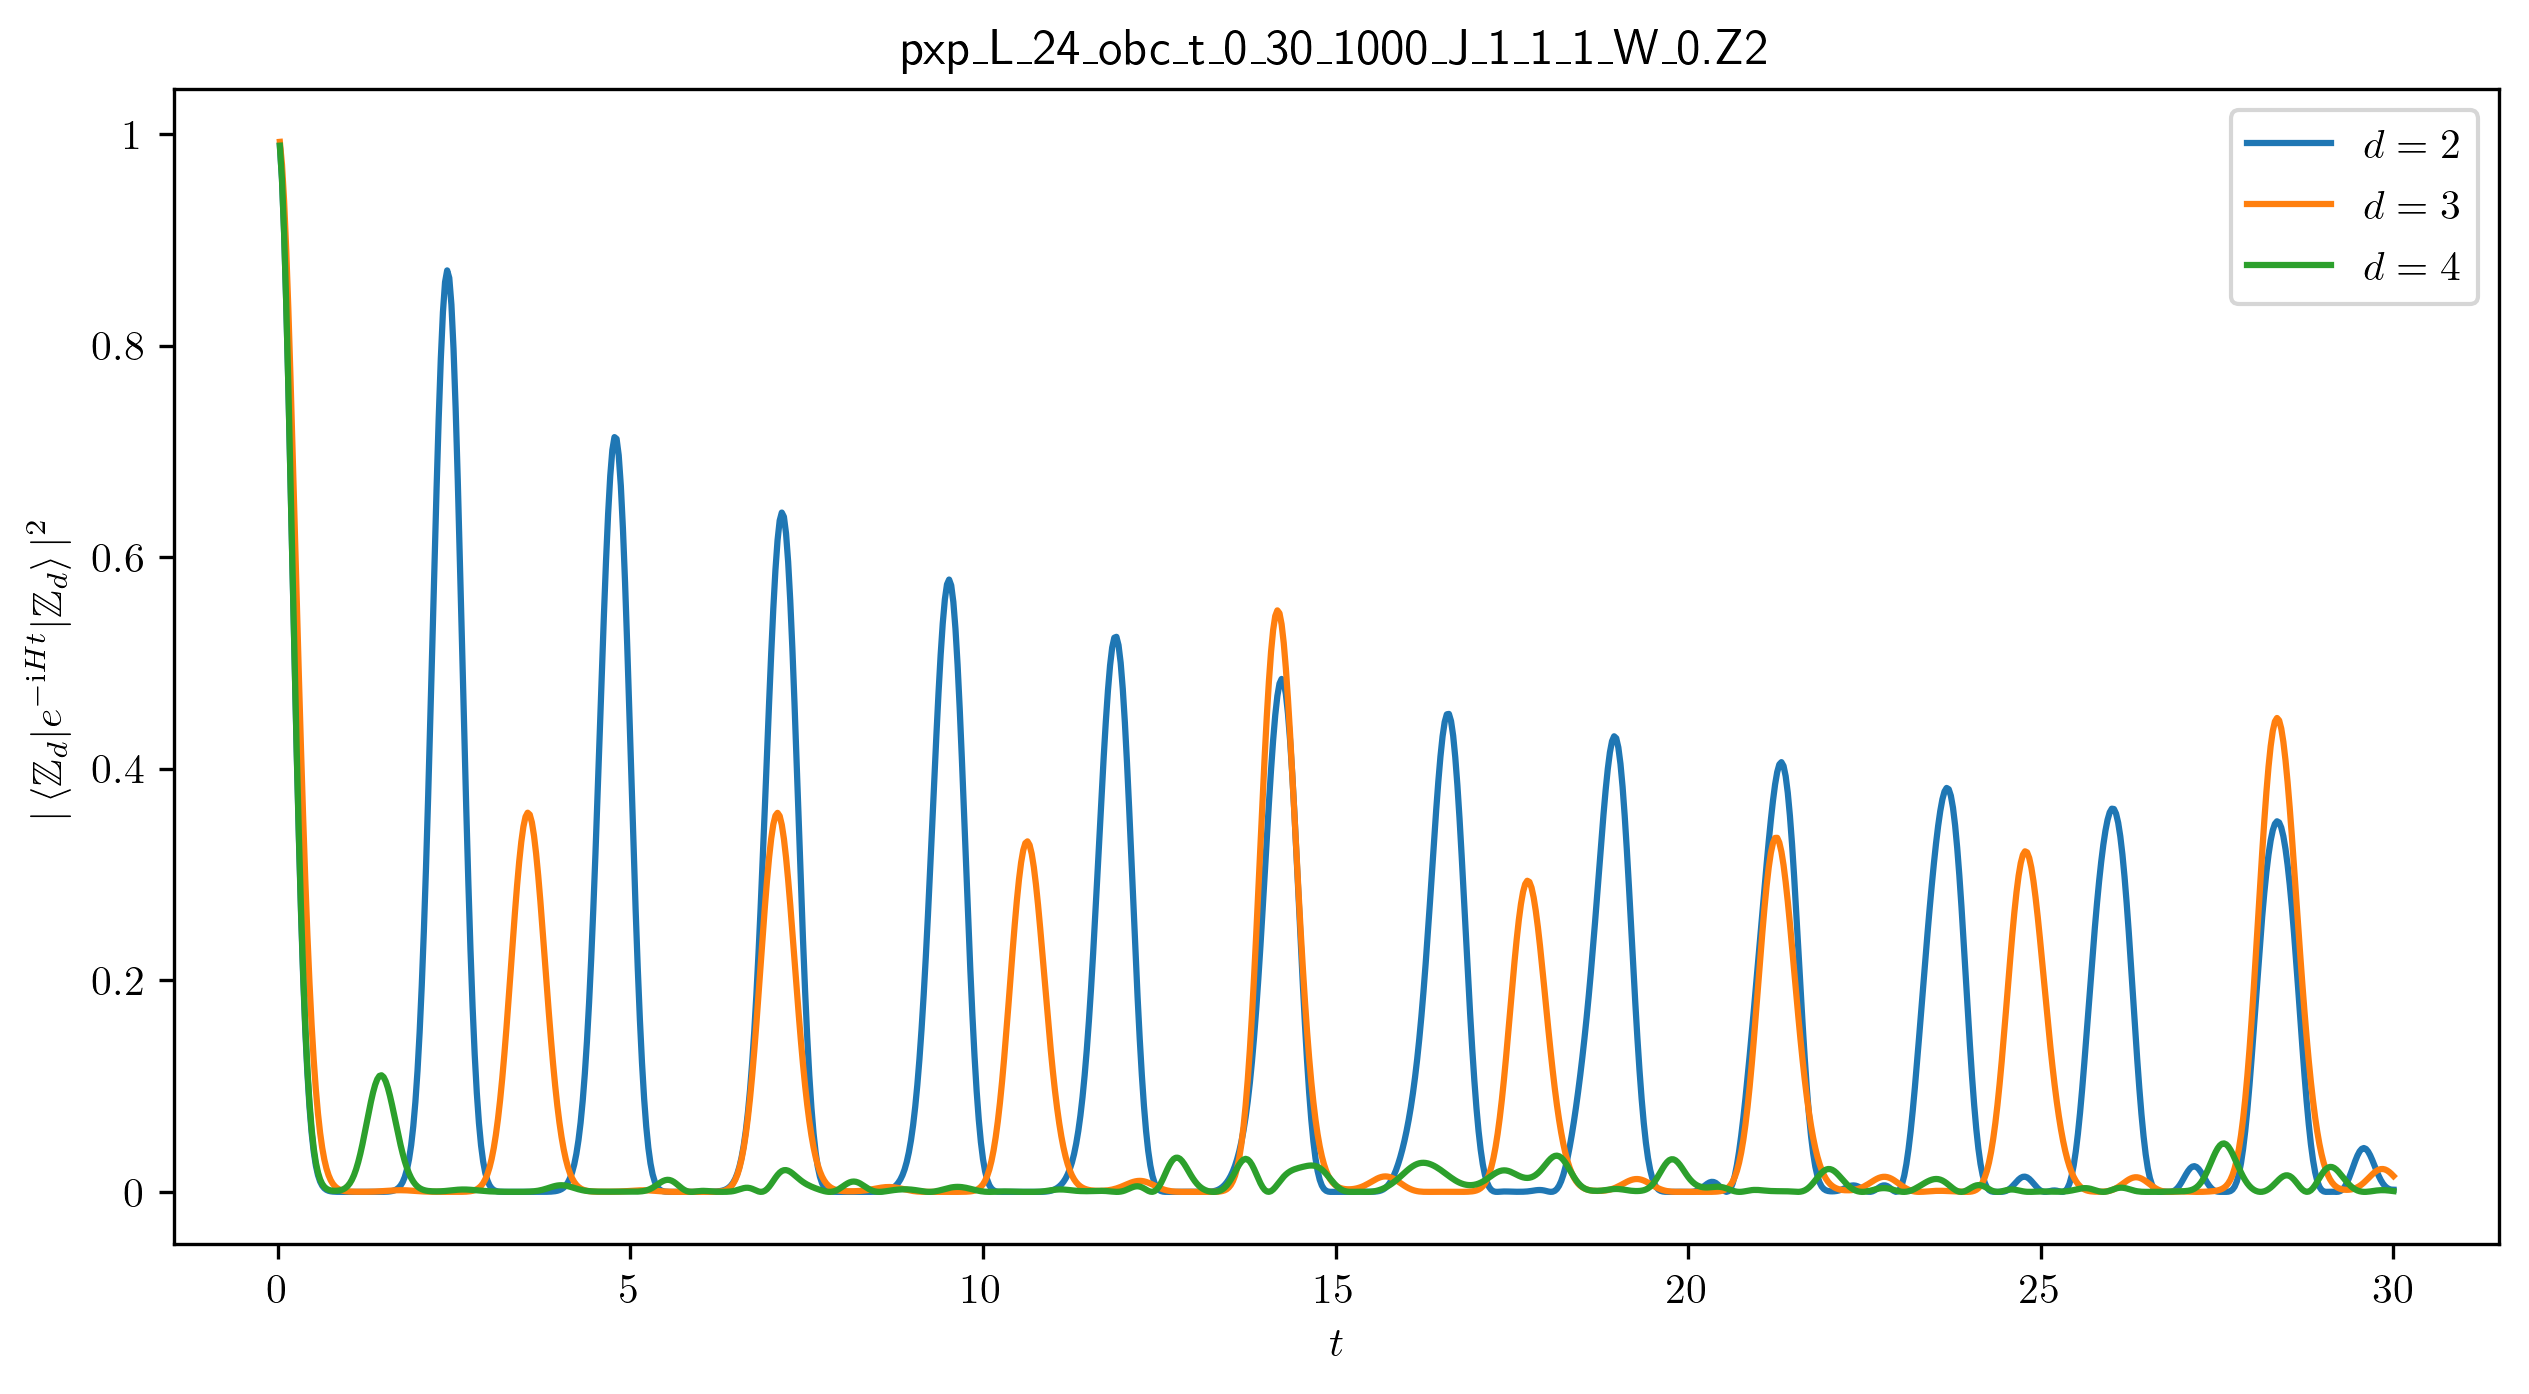 pxp_L_24_obc_t_0_30_1000_J_1_1_1_W_0.Z2
d = 2
d = 3
d = 4
1
0.8
0.6
0.4
0.2
0
|⟨ℤ_d|e^{−iHt}|ℤ_d⟩|²
0 5 10 15 20 25 30
t